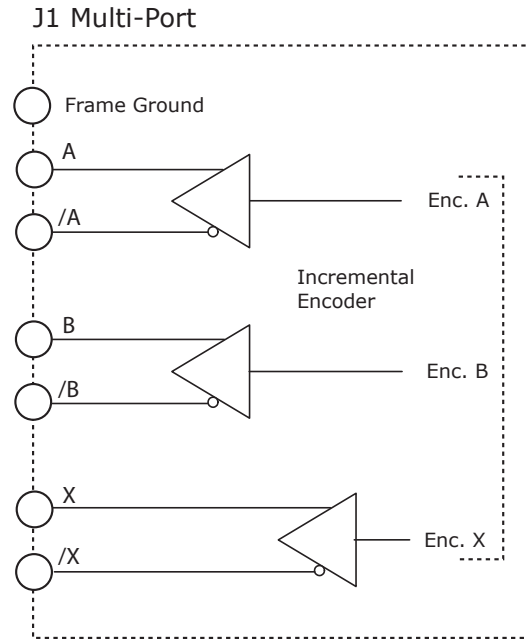 J1 Multi-Port
Frame Ground
A
Enc. A
/A
Incremental
Encoder
B
Enc. B
/B
X
Enc. X
/X